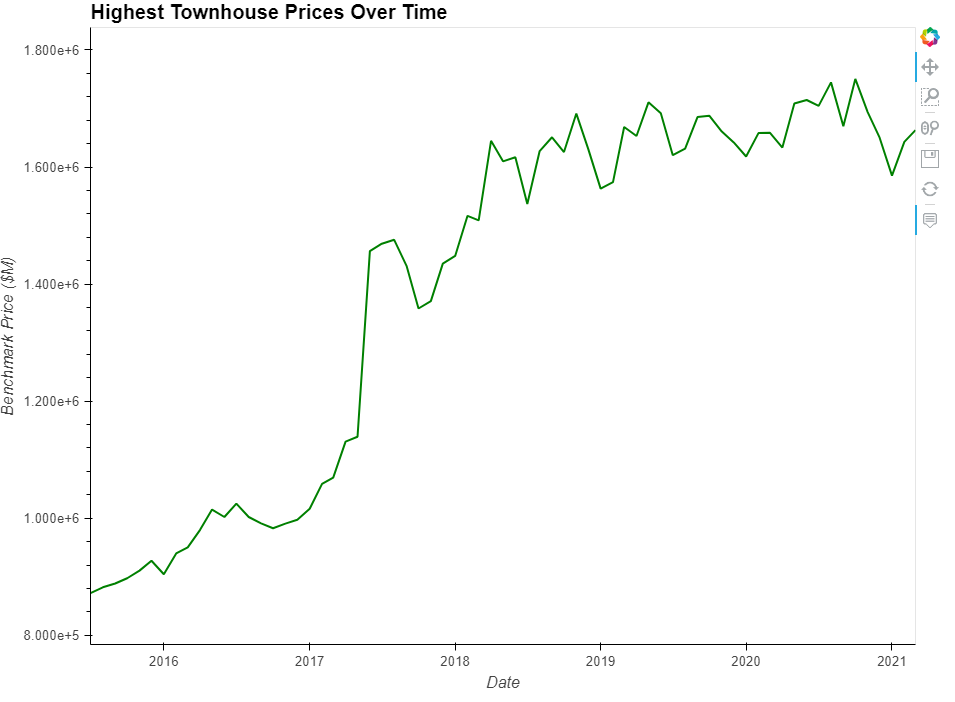 Highest Townhouse Prices Over Time
1.800e+6
1.600e+6
1.400e+6
1.200e+6
1.000e+6
8.000e+5
Benchmark Price ($M)
2016 2017 2018 2019 2020 2021
Date